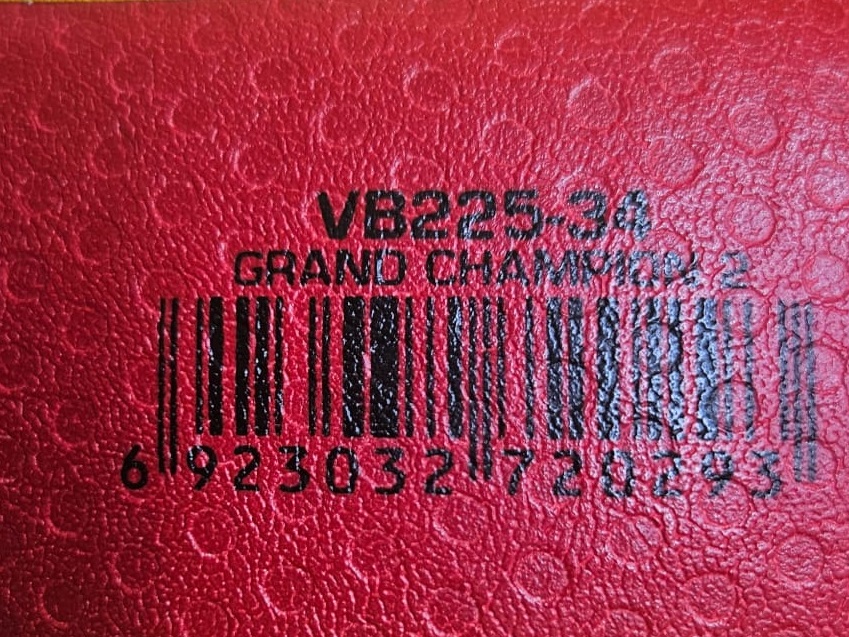 VB225-34
GRAND CHAMPION 2
6 923032 720293